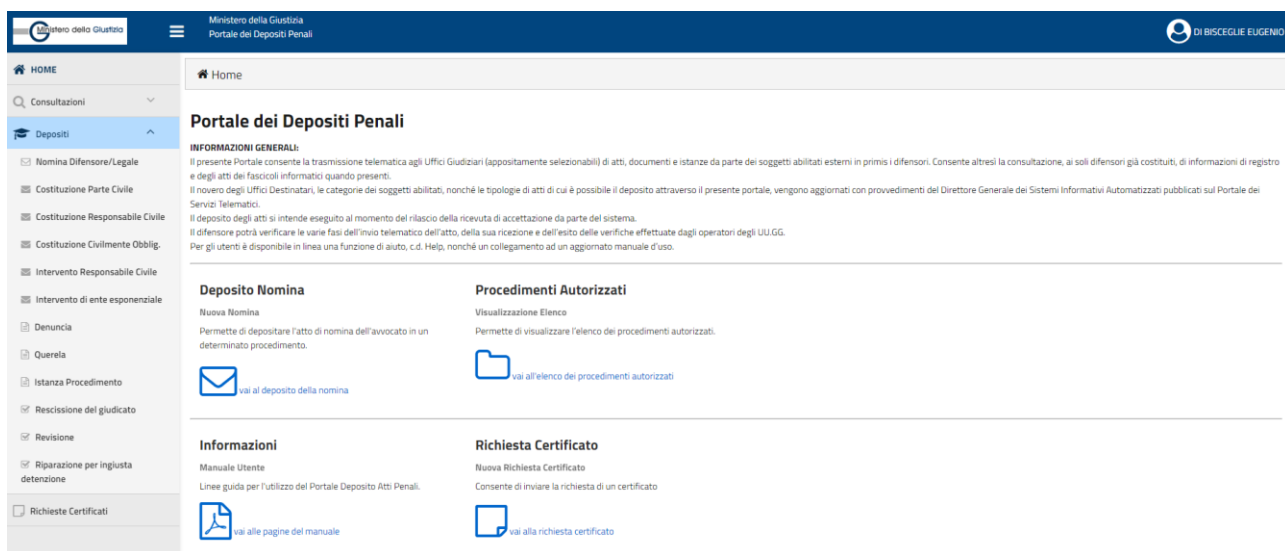 Ministero della Giustizia
Ministero della Giustizia
Portale dei Depositi Penali
DI BISCEGLIE EUGENIO
HOME
Consultazioni
Depositi
Nomina Difensore/Legale
Costituzione Parte Civile
Costituzione Responsabile Civile
Costituzione Civilmente Obblig.
Intervento Responsabile Civile
Intervento di ente esponenziale
Denuncia
Querela
Istanza Procedimento
Rescissione del giudicato
Revisione
Riparazione per ingiusta
detenzione
Richieste Certificati
Home
Portale dei Depositi Penali
INFORMAZIONI GENERALI:
Il presente Portale consente la trasmissione telematica agli Uffici Giudiziari (appositamente selezionabili) di atti, documenti e istanze da parte dei soggetti abilitati esterni in primis i difensori. Consente altresì la consultazione, ai soli difensori già costituiti, di informazioni di registro
e degli atti dei fascicoli informatici quando presenti.
Il novero degli Uffici Destinatari, le categorie dei soggetti abilitati, nonchè le tipologie di atti di cui è possibile il deposito attraverso il presente portale, vengono aggiornati con provvedimenti del Direttore Generale dei Sistemi Informativi Automatizzati pubblicati sul Portale dei
Servizi Telematici.
Il deposito degli atti si intende eseguito al momento del rilascio della ricevuta di accettazione da parte del sistema.
Il difensore potrà verificare le varie fasi dell'invio telematico dell'atto, della sua ricezione e dell'esito delle verifiche effettuate dagli operatori degli UU.GG.
Per gli utenti è disponibile in linea una funzione di aiuto, c.d. Help, nonchè un collegamento ad un aggiornato manuale d'uso.
Deposito Nomina
Nuova Nomina
Permette di depositare l'atto di nomina dell'avvocato in un
determinato procedimento.
vai al deposito della nomina
Procedimenti Autorizzati
Visualizzazione Elenco
Permette di visualizzare l'elenco dei procedimenti autorizzati.
vai all'elenco dei procedimenti autorizzati
Informazioni
Manuale Utente
Linee guida per l'utilizzo del Portale Deposito Atti Penali.
vai alle pagine del manuale
Richiesta Certificato
Nuova Richiesta Certificato
Consente di inviare la richiesta di un certificato
vai alla richiesta certificato